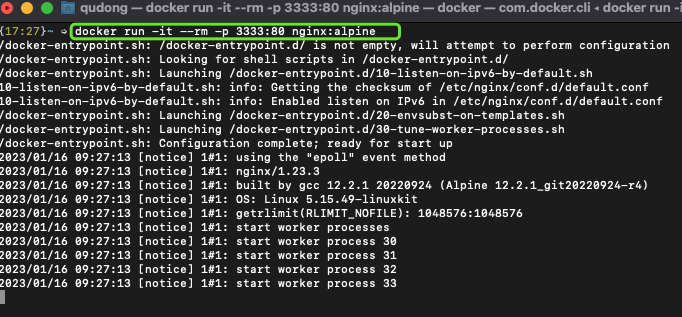 qudong — docker run -it --rm -p 3333:80 nginx:alpine — docker — com.docker.cli ◂ docker run -i
{17:27}~ ➭ docker run -it --rm -p 3333:80 nginx:alpine
/docker-entrypoint.sh: /docker-entrypoint.d/ is not empty, will attempt to perform configuration
/docker-entrypoint.sh: Looking for shell scripts in /docker-entrypoint.d/
/docker-entrypoint.sh: Launching /docker-entrypoint.d/10-listen-on-ipv6-by-default.sh
10-listen-on-ipv6-by-default.sh: info: Getting the checksum of /etc/nginx/conf.d/default.conf
10-listen-on-ipv6-by-default.sh: info: Enabled listen on IPv6 in /etc/nginx/conf.d/default.conf
/docker-entrypoint.sh: Launching /docker-entrypoint.d/20-envsubst-on-templates.sh
/docker-entrypoint.sh: Launching /docker-entrypoint.d/30-tune-worker-processes.sh
/docker-entrypoint.sh: Configuration complete; ready for start up
2023/01/16 09:27:13 [notice] 1#1: using the "epoll" event method
2023/01/16 09:27:13 [notice] 1#1: nginx/1.23.3
2023/01/16 09:27:13 [notice] 1#1: built by gcc 12.2.1 20220924 (Alpine 12.2.1_git20220924-r4)
2023/01/16 09:27:13 [notice] 1#1: OS: Linux 5.15.49-linuxkit
2023/01/16 09:27:13 [notice] 1#1: getrlimit(RLIMIT_NOFILE): 1048576:1048576
2023/01/16 09:27:13 [notice] 1#1: start worker processes
2023/01/16 09:27:13 [notice] 1#1: start worker process 30
2023/01/16 09:27:13 [notice] 1#1: start worker process 31
2023/01/16 09:27:13 [notice] 1#1: start worker process 32
2023/01/16 09:27:13 [notice] 1#1: start worker process 33